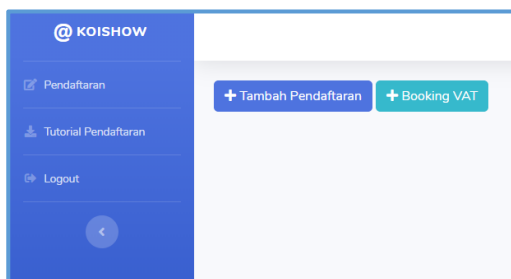 @ KOISHOW
Pendaftaran
Tutorial Pendaftaran
Logout
+ Tambah Pendaftaran
+ Booking VAT